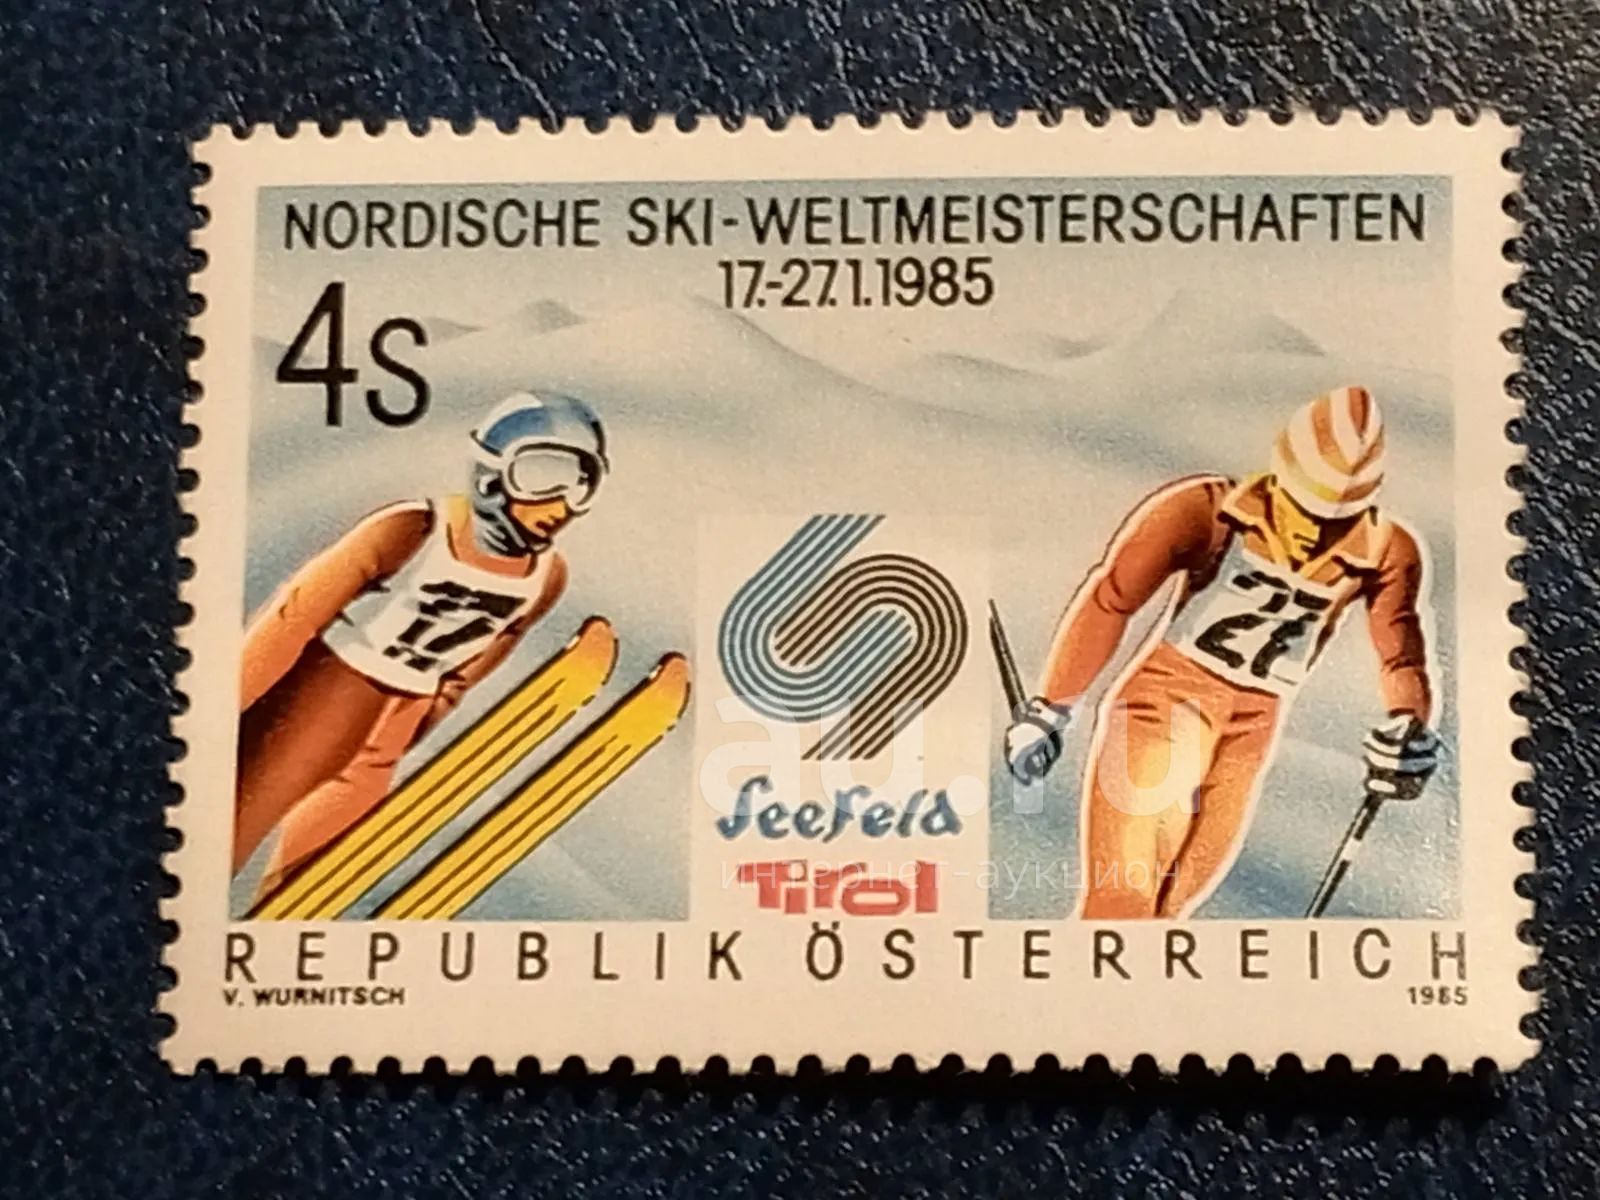 NORDISCHE SKI-WELTMEISTERSCHAFTEN
17.-27.1.1985
4S
17
27
Seefeld
Tirol
REPUBLIK ÖSTERREICH
V. WURNITSCH 1985
au.ru
интернет-аукцион